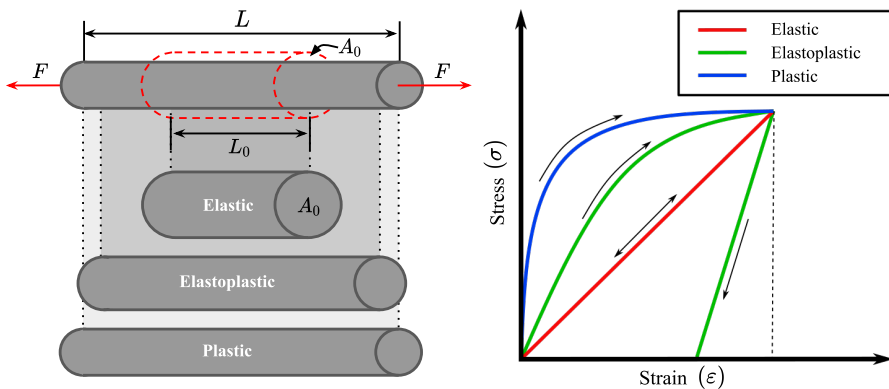 L
A₀
F
F
L₀
Elastic
A₀
Elastoplastic
Plastic
Elastic
Elastoplastic
Plastic
Stress (σ)
Strain (ε)